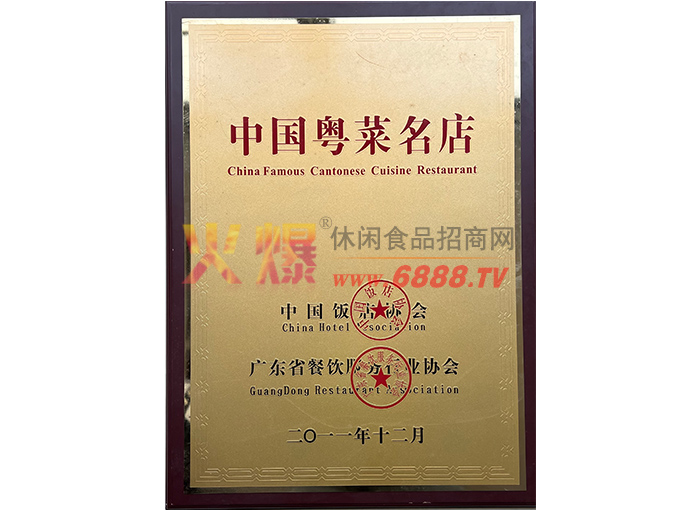 中国粤菜名店
China Famous Cantonese Cuisine Restaurant
火爆®
休闲食品招商网
www.6888.TV
中国饭店协会
China Hotel Association
广东省餐饮服务行业协会
GuangDong Restaurant Association
二〇一一年十二月